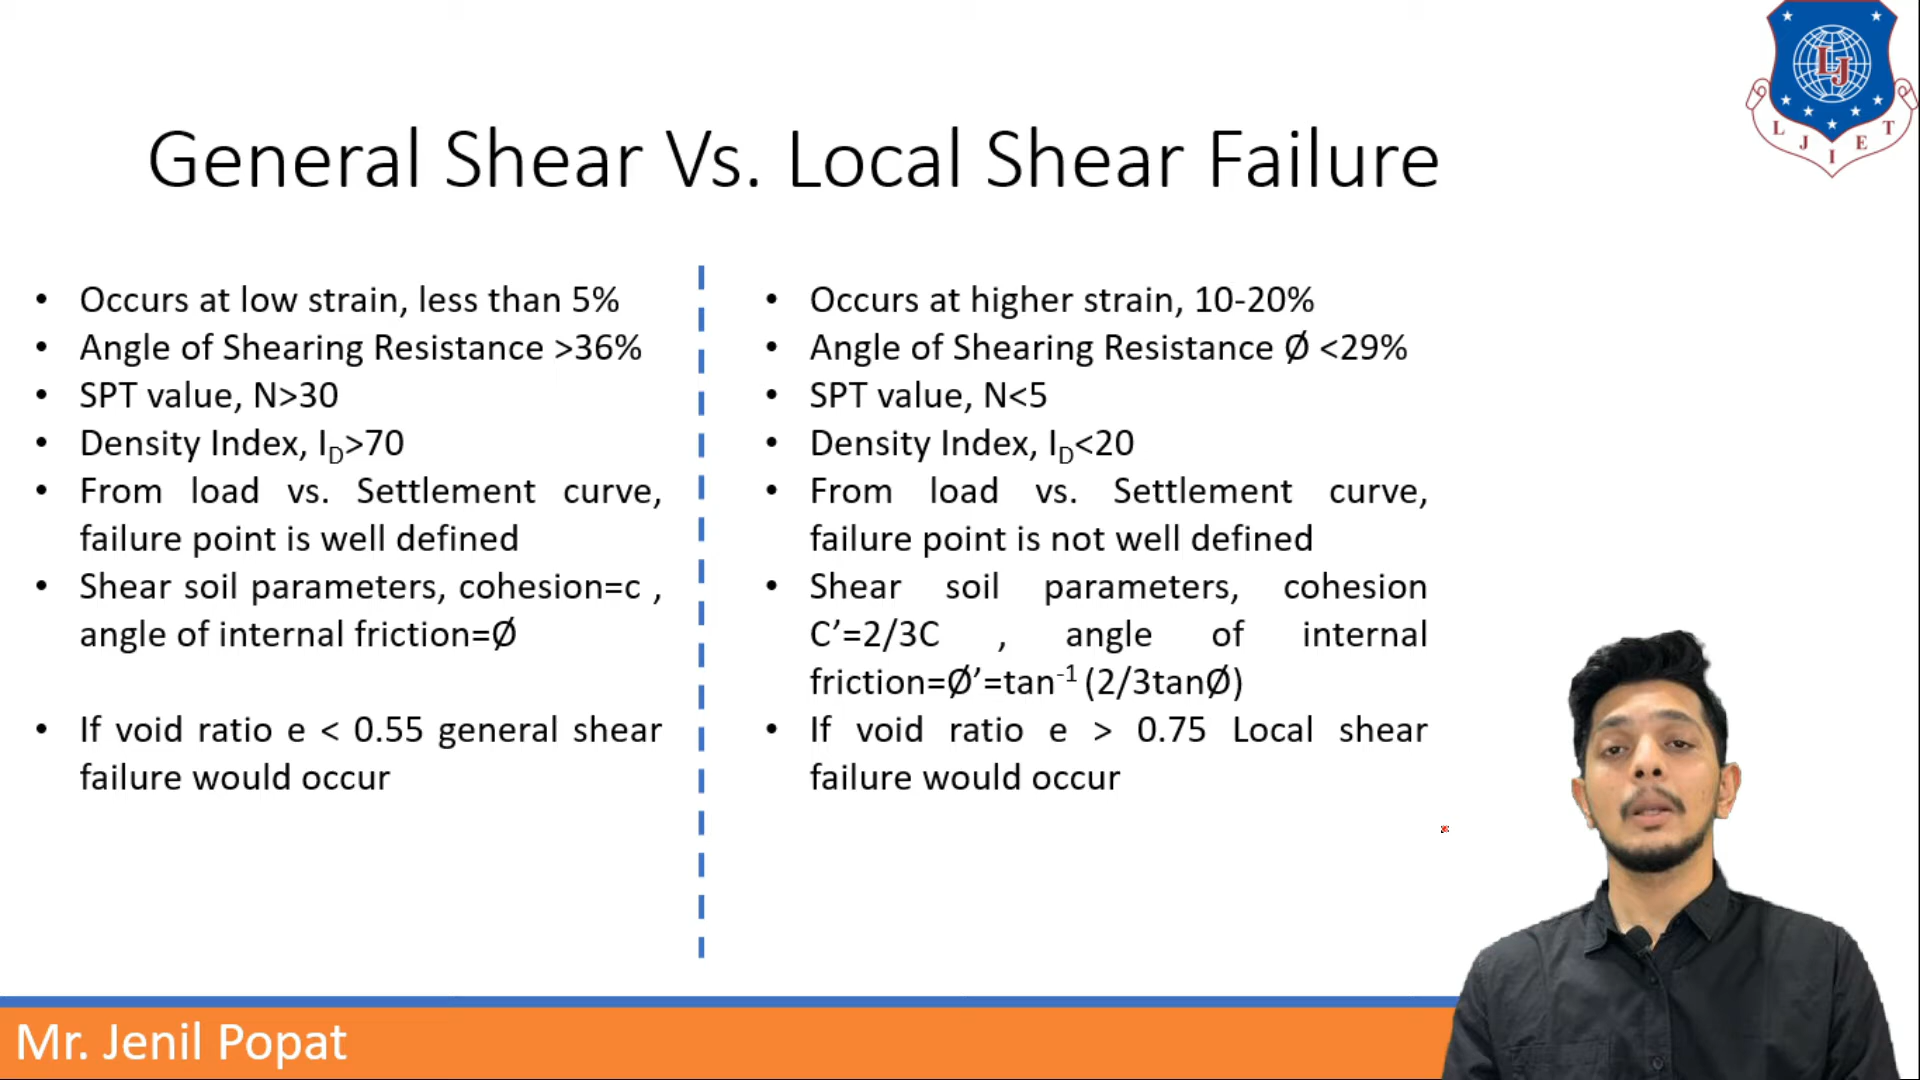 General Shear Vs. Local Shear Failure
LJ
L J I E T
• Occurs at low strain, less than 5%
• Angle of Shearing Resistance >36%
• SPT value, N>30
• Density Index, I_D>70
• From load vs. Settlement curve,
failure point is well defined
• Shear soil parameters, cohesion=c ,
angle of internal friction=Ø
• If void ratio e < 0.55 general shear
failure would occur
• Occurs at higher strain, 10-20%
• Angle of Shearing Resistance Ø <29%
• SPT value, N<5
• Density Index, I_D<20
• From load vs. Settlement curve,
failure point is not well defined
• Shear soil parameters, cohesion
C’=2/3C , angle of internal
friction=Ø’=tan⁻¹ (2/3tanØ)
• If void ratio e > 0.75 Local shear
failure would occur
Mr. Jenil Popat